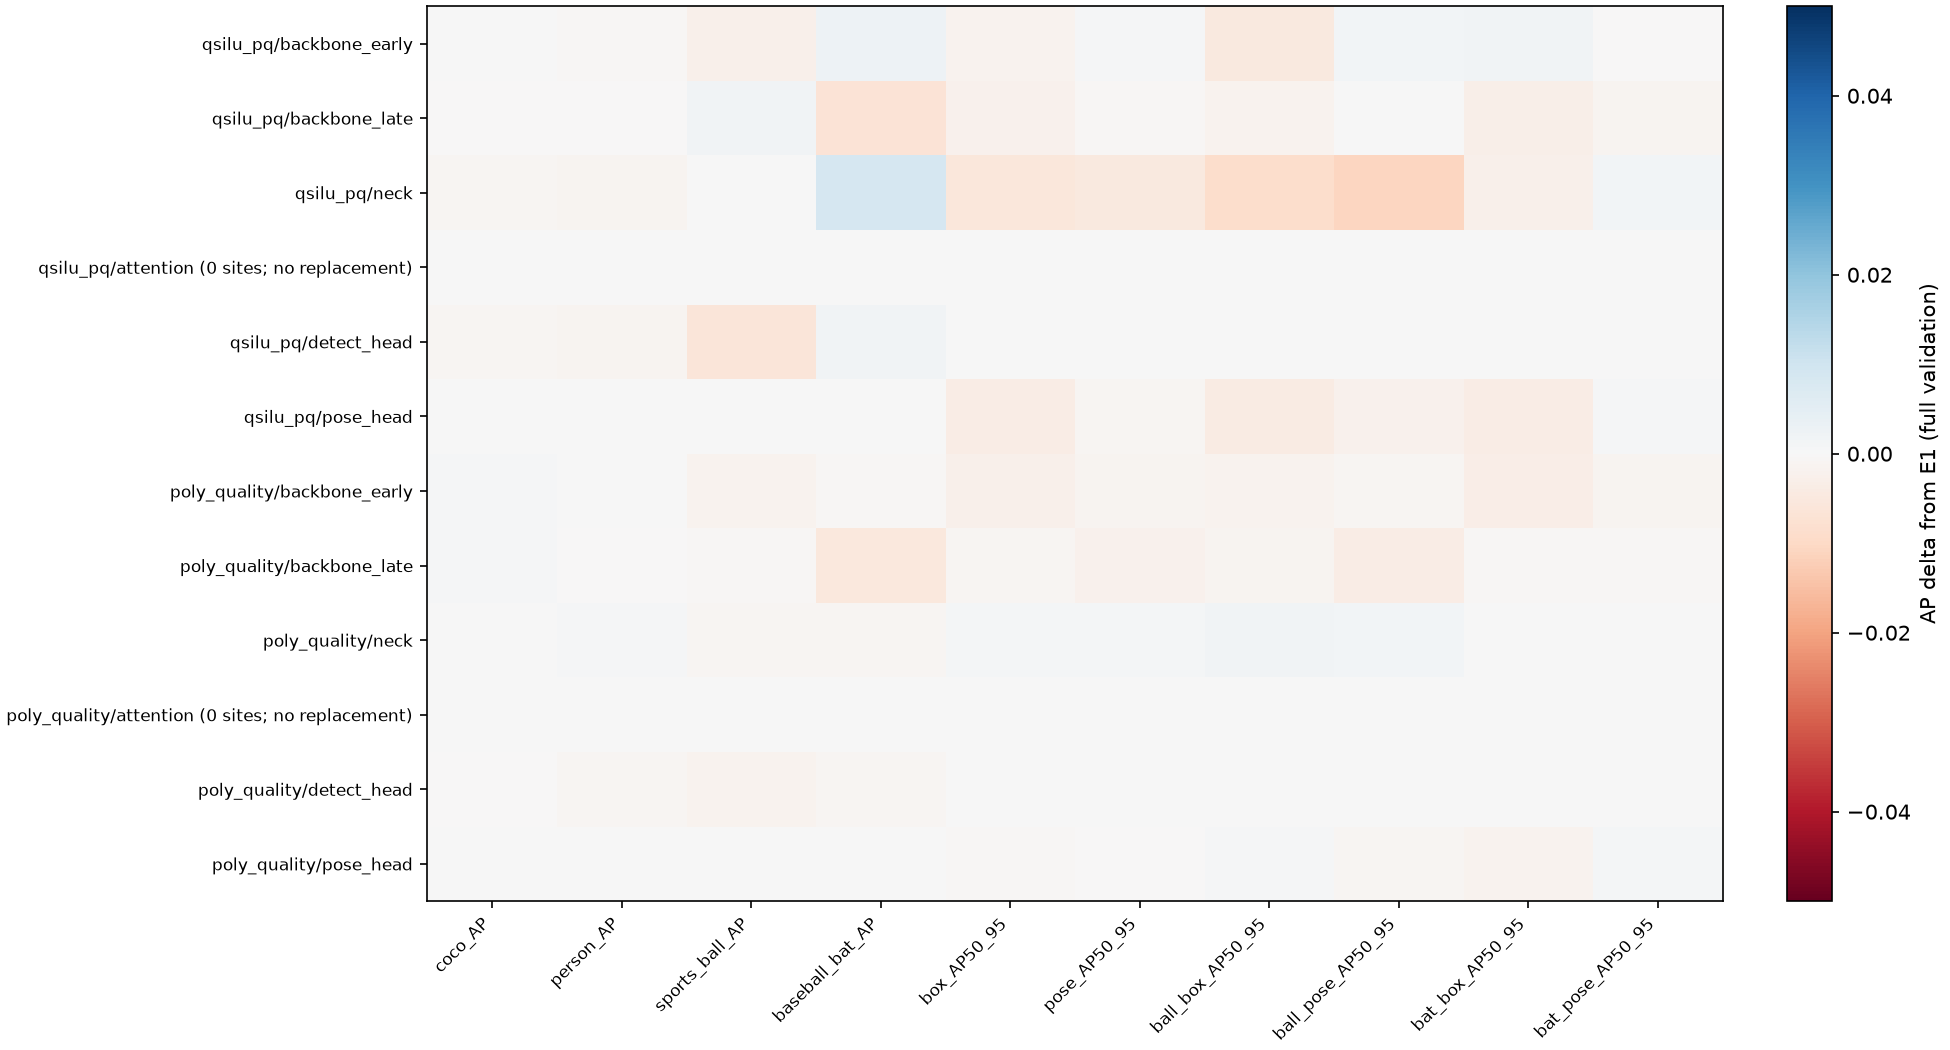 qsilu_pq/backbone_early
qsilu_pq/backbone_late
qsilu_pq/neck
qsilu_pq/attention (0 sites; no replacement)
qsilu_pq/detect_head
qsilu_pq/pose_head
poly_quality/backbone_early
poly_quality/backbone_late
poly_quality/neck
poly_quality/attention (0 sites; no replacement)
poly_quality/detect_head
poly_quality/pose_head
coco_AP
person_AP
sports_ball_AP
baseball_bat_AP
box_AP50_95
pose_AP50_95
ball_box_AP50_95
ball_pose_AP50_95
bat_box_AP50_95
bat_pose_AP50_95
0.04
0.02
0.00
−0.02
−0.04
AP delta from E1 (full validation)